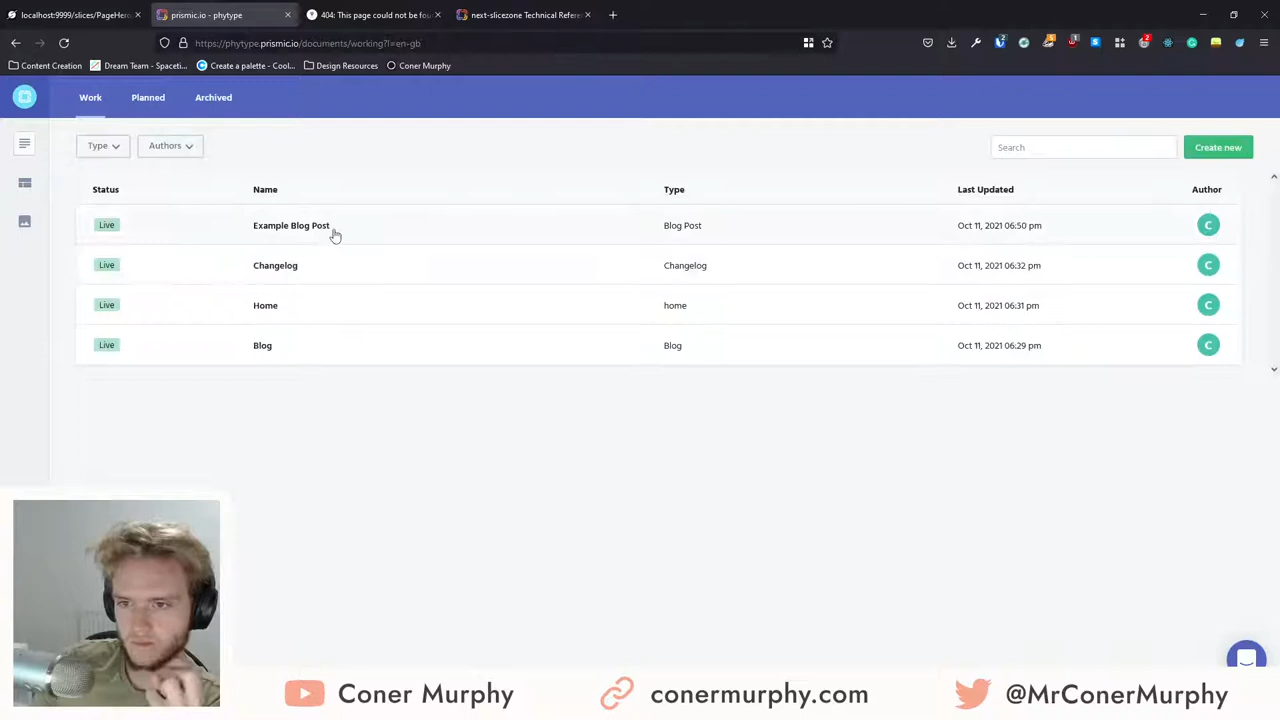 localhost:9999/slices/PageHero
prismic.io - phytype
404: This page could not be fou
next-slicezone Technical Refere
https://phytype.prismic.io/documents/working?l=en-gb
Content Creation
Dream Team - Spaceti...
Create a palette - Cool...
Design Resources
Coner Murphy
Work
Planned
Archived
Type
Authors
Search
Create new
Status Name Type Last Updated Author
Live Example Blog Post Blog Post Oct 11, 2021 06:50 pm C
Live Changelog Changelog Oct 11, 2021 06:32 pm C
Live Home home Oct 11, 2021 06:31 pm C
Live Blog Blog Oct 11, 2021 06:29 pm C
Coner Murphy conermurphy.com @MrConerMurphy